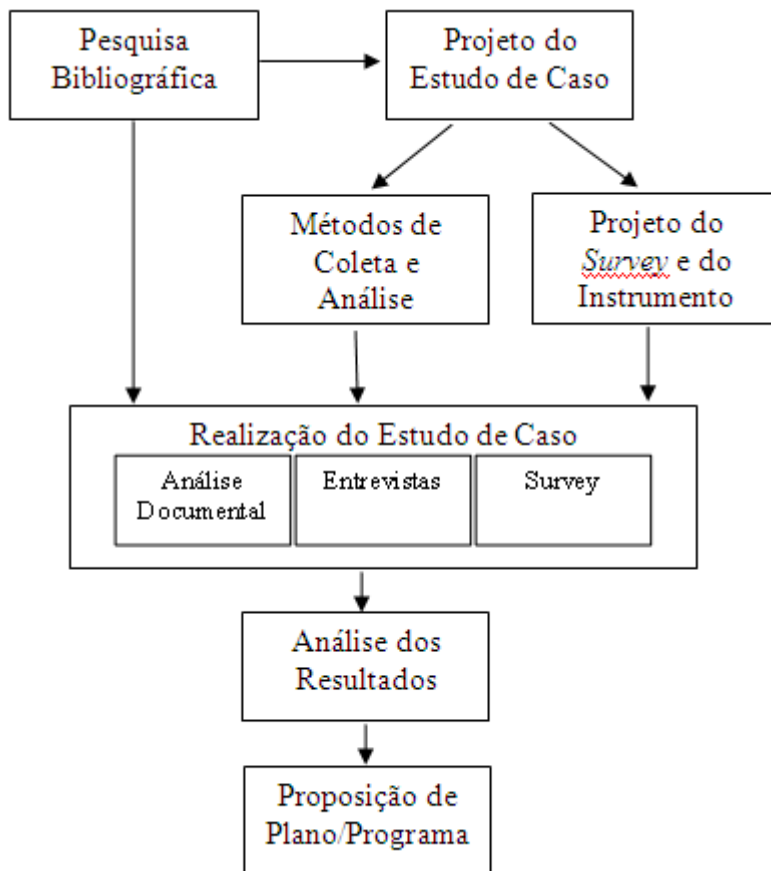 Pesquisa
Bibliográfica
Projeto do
Estudo de Caso
Métodos de
Coleta e
Análise
Projeto do
Survey e do
Instrumento
Realização do Estudo de Caso
Análise
Documental
Entrevistas
Survey
Análise dos
Resultados
Proposição de
Plano/Programa